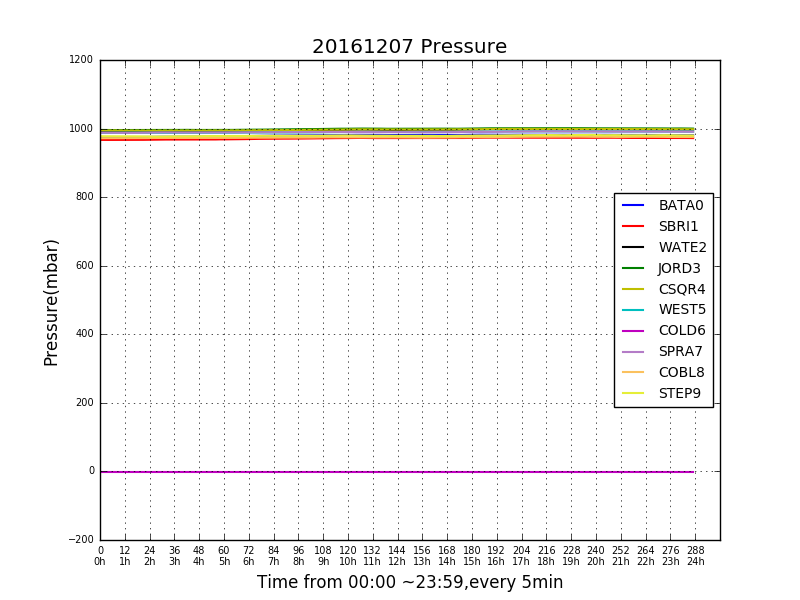 20161207 Pressure
1200
1000
800
600
400
200
0
−200
Pressure(mbar)
BATA0
SBRI1
WATE2
JORD3
CSQR4
WEST5
COLD6
SPRA7
COBL8
STEP9
0 12 24 36 48 60 72 84 96 108 120 132 144 156 168 180 192 204 216 228 240 252 264 276 288
0h 1h 2h 3h 4h 5h 6h 7h 8h 9h 10h 11h 12h 13h 14h 15h 16h 17h 18h 19h 20h 21h 22h 23h 24h
Time from 00:00 ~23:59,every 5min